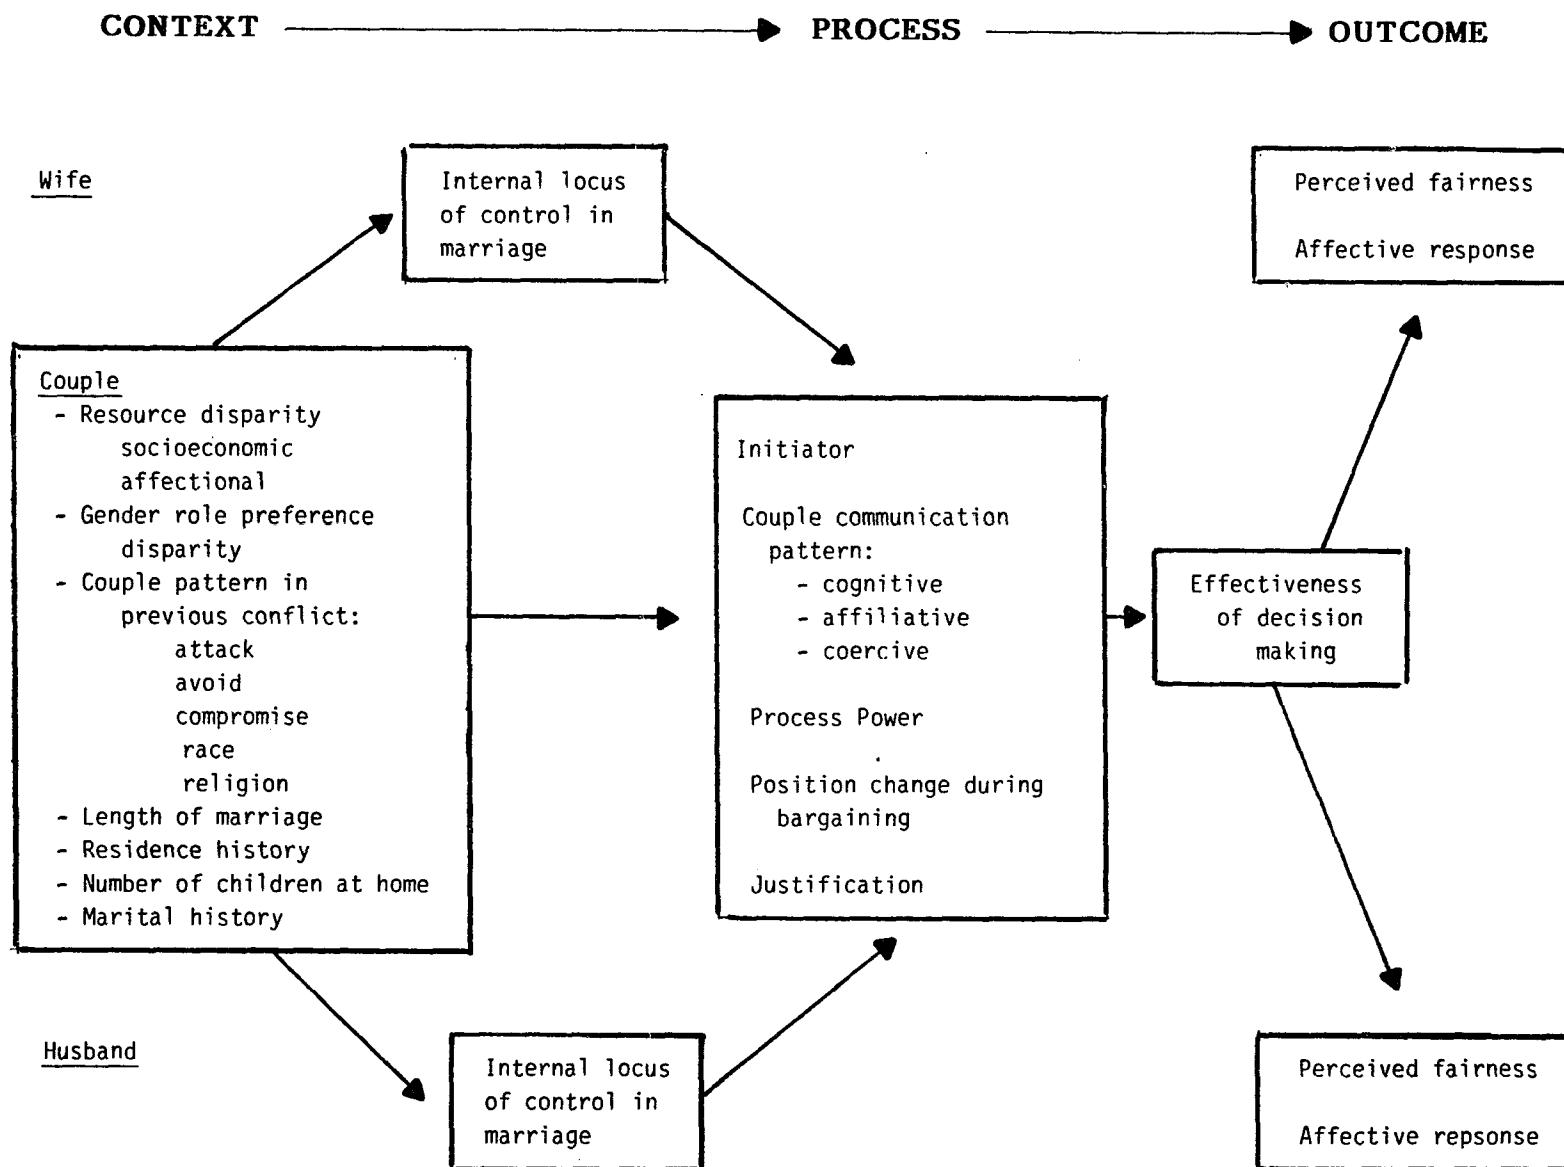 CONTEXT PROCESS OUTCOME
Wife
Internal locus
of control in
marriage
Perceived fairness
Affective response
Couple
- Resource disparity
socioeconomic
affectional
- Gender role preference
disparity
- Couple pattern in
previous conflict:
attack
avoid
compromise
race
religion
- Length of marriage
- Residence history
- Number of children at home
- Marital history
Initiator
Couple communication
pattern:
- cognitive
- affiliative
- coercive
Process Power
Position change during
bargaining
Justification
Effectiveness
of decision
making
Husband
Internal locus
of control in
marriage
Perceived fairness
Affective repsonse